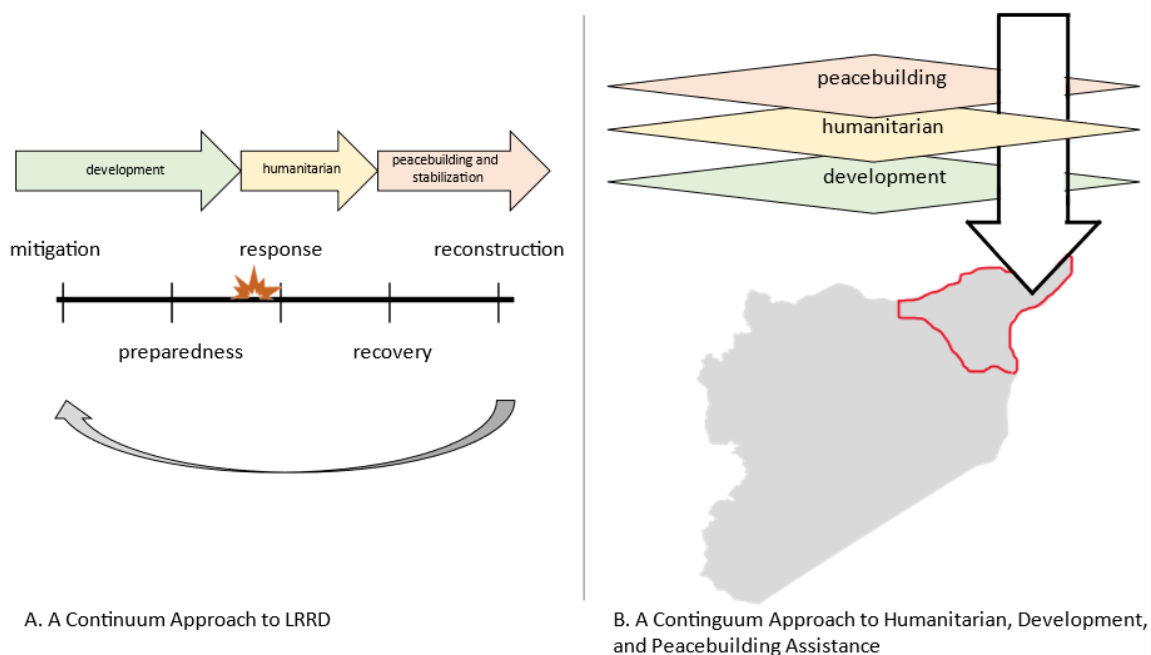 development
humanitarian
peacebuilding and
stabilization
mitigation
response
reconstruction
preparedness
recovery
A. A Continuum Approach to LRRD
peacebuilding
humanitarian
development
B. A Continguum Approach to Humanitarian, Development,
and Peacebuilding Assistance